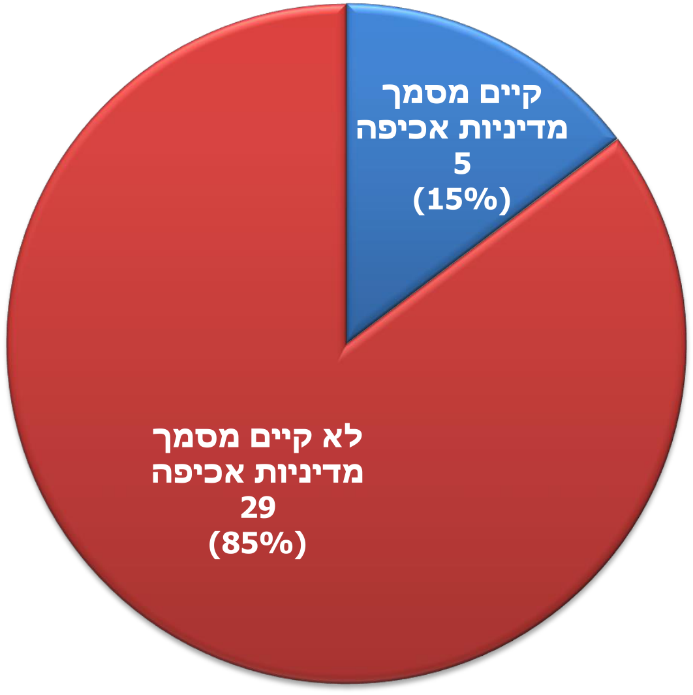 קיים מסמך
מדיניות אכיפה
5
(15%)
לא קיים מסמך
מדיניות אכיפה
29
(85%)